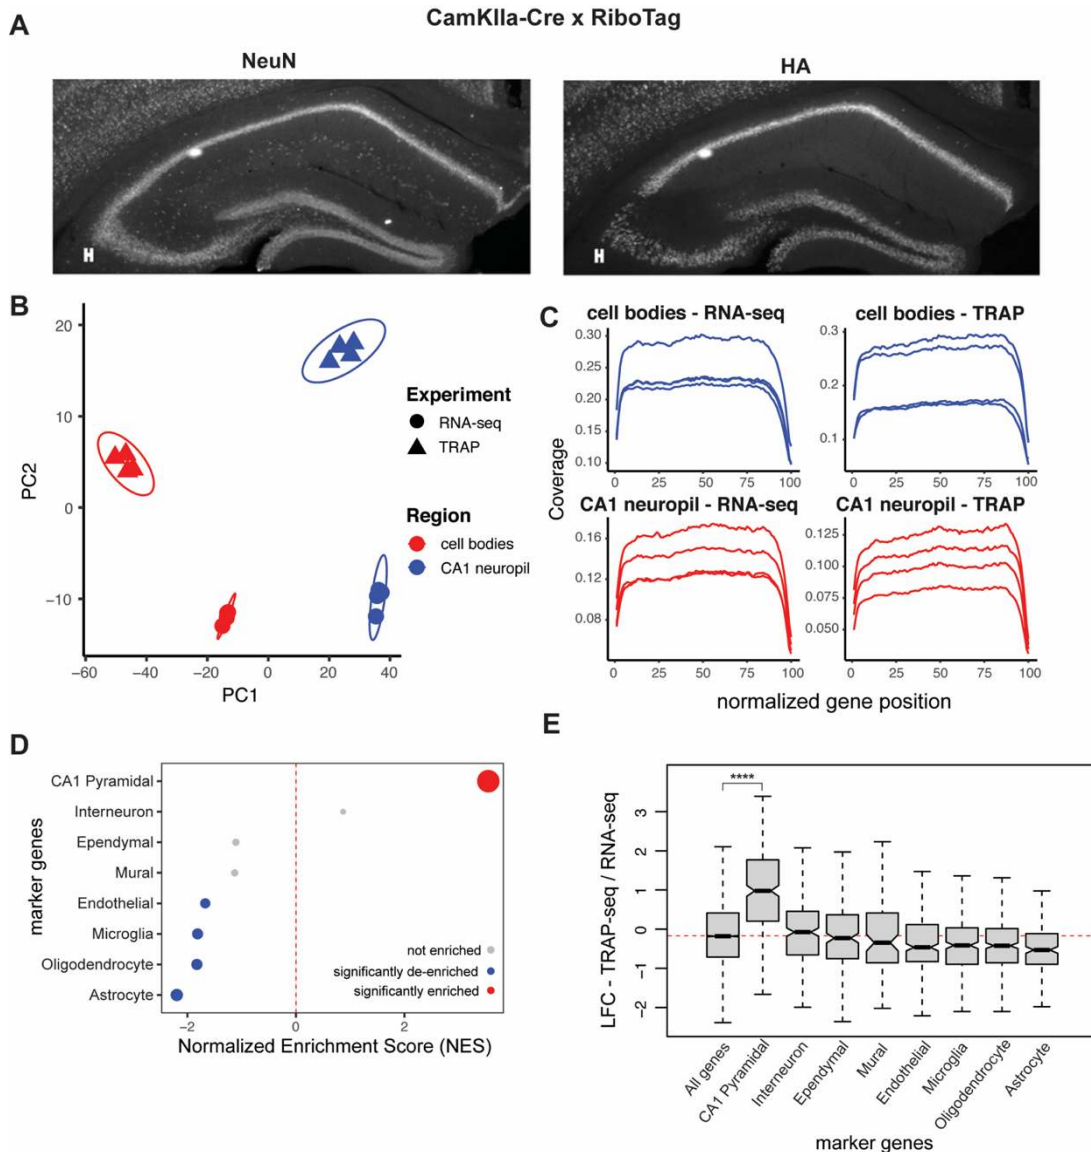 CamKIIa-Cre x RiboTag
A
NeuN
HA
H
H
B
20
10
0
−10
−60
−40
−20
0
20
40
PC2
PC1
Experiment
RNA-seq
TRAP
Region
cell bodies
CA1 neuropil
C
cell bodies - RNA-seq
0.30
0.25
0.20
0.15
0.10
cell bodies - TRAP
0.3
0.2
0.1
Coverage
CA1 neuropil - RNA-seq
0.16
0.12
0.08
0
25
50
75
100
CA1 neuropil - TRAP
0.125
0.100
0.075
0.050
0
25
50
75
100
normalized gene position
D
marker genes
CA1 Pyramidal
Interneuron
Ependymal
Mural
Endothelial
Microglia
Oligodendrocyte
Astrocyte
not enriched
significantly de-enriched
significantly enriched
−2
0
2
Normalized Enrichment Score (NES)
E
LFC - TRAP-seq / RNA-seq
3
2
1
0
−1
−2
****
All genes
CA1 Pyramidal
Interneuron
Ependymal
Mural
Endothelial
Microglia
Oligodendrocyte
Astrocyte
marker genes